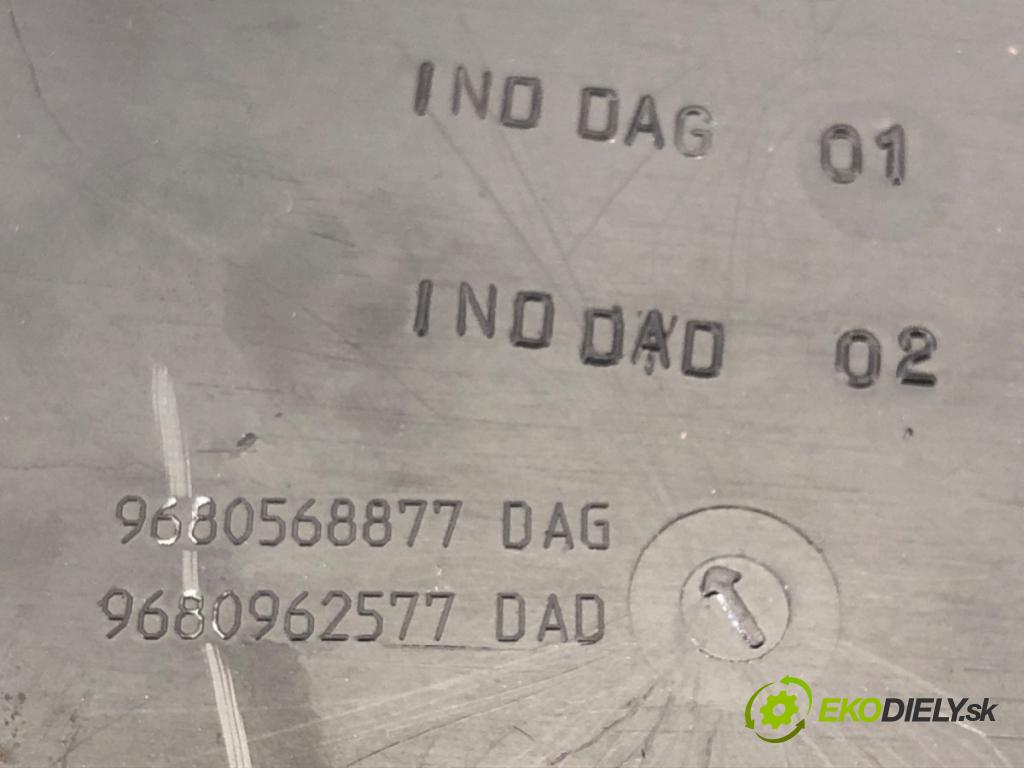 IND DAG 01
IND DAD 02
9680568877 DAG
9680962577 DAD
EKODIELY.sk